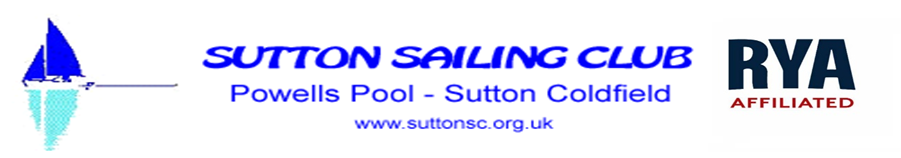 SUTTON SAILING CLUB
Powells Pool - Sutton Coldfield
www.suttonsc.org.uk
RYA
AFFILIATED